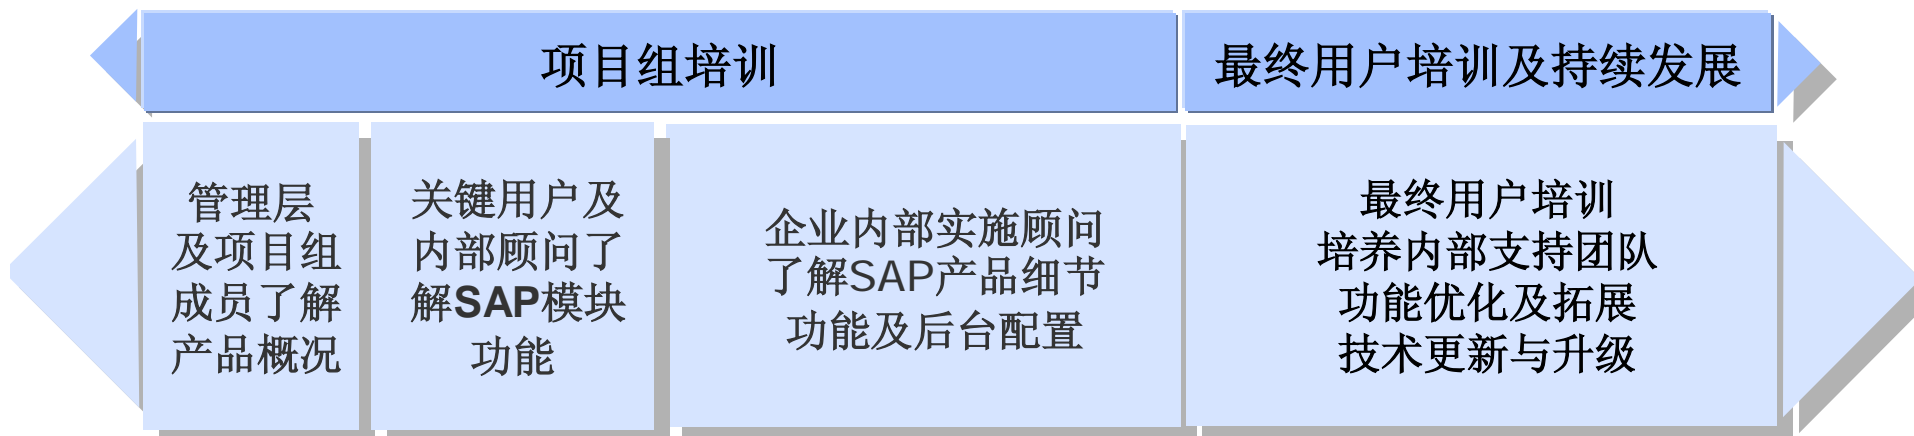 项目组培训
最终用户培训及持续发展
管理层
及项目组
成员了解
产品概况
关键用户及
内部顾问了
解SAP模块
功能
企业内部实施顾问
了解SAP产品细节
功能及后台配置
最终用户培训
培养内部支持团队
功能优化及拓展
技术更新与升级